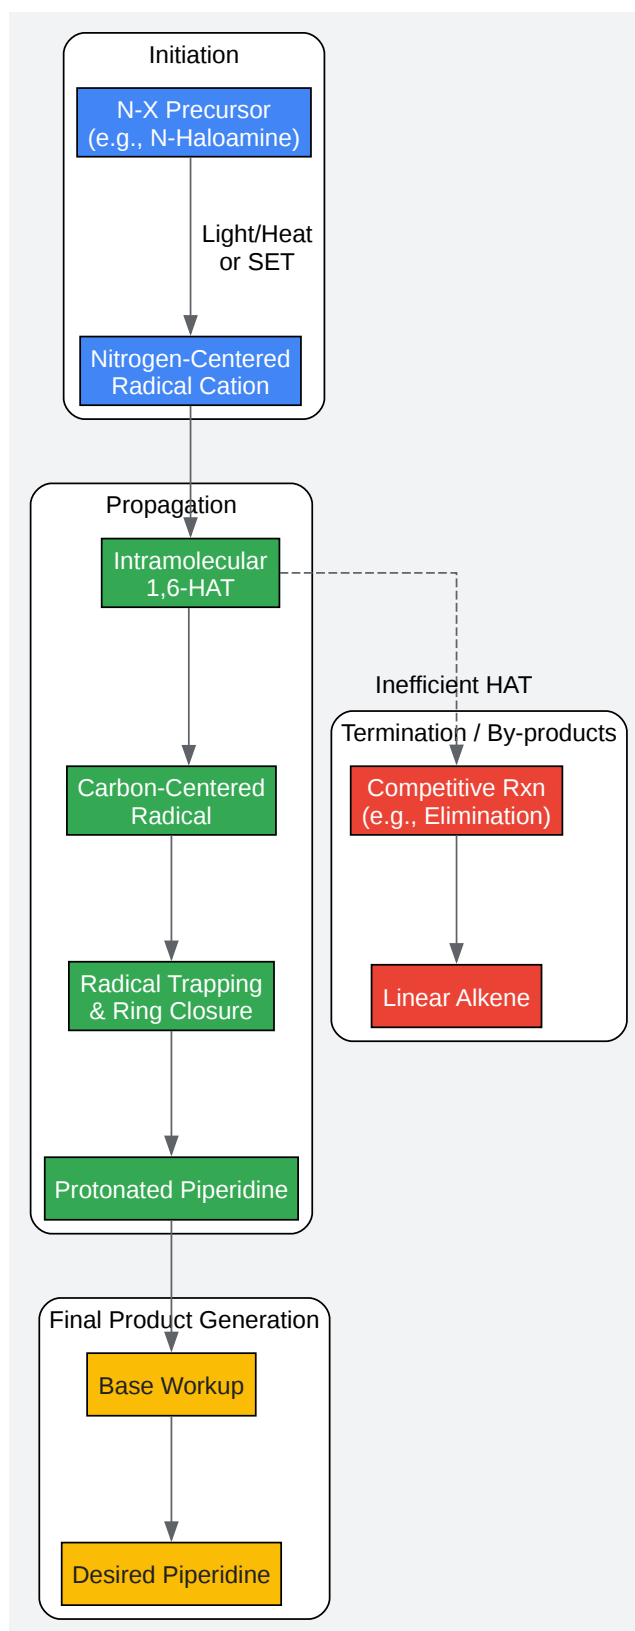 Initiation
N-X Precursor
(e.g., N-Haloamine)
Light/Heat
or SET
Nitrogen-Centered
Radical Cation
Propagation
Intramolecular
1,6-HAT
Inefficient HAT
Termination / By-products
Carbon-Centered
Radical
Competitive Rxn
(e.g., Elimination)
Radical Trapping
& Ring Closure
Linear Alkene
Protonated Piperidine
Final Product Generation
Base Workup
Desired Piperidine